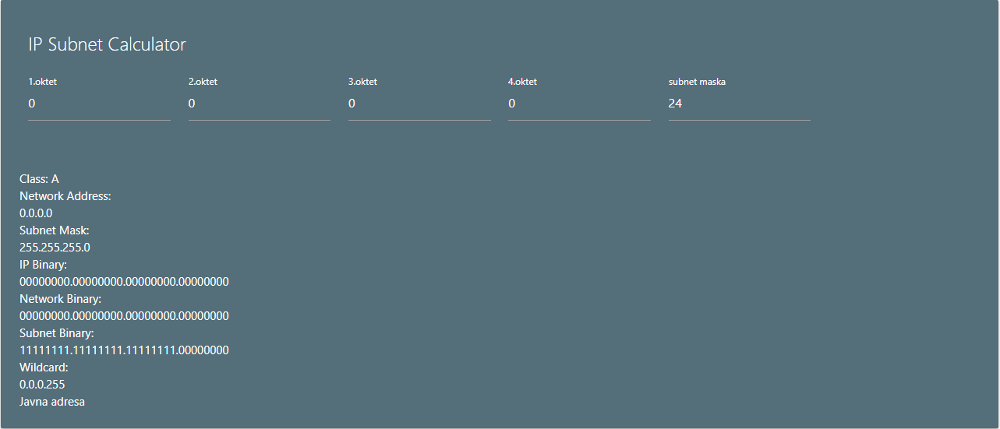 IP Subnet Calculator
1.oktet 2.oktet 3.oktet 4.oktet subnet maska
0 0 0 0 24
Class: A
Network Address:
0.0.0.0
Subnet Mask:
255.255.255.0
IP Binary:
00000000.00000000.00000000.00000000
Network Binary:
00000000.00000000.00000000.00000000
Subnet Binary:
11111111.11111111.11111111.00000000
Wildcard:
0.0.0.255
Javna adresa